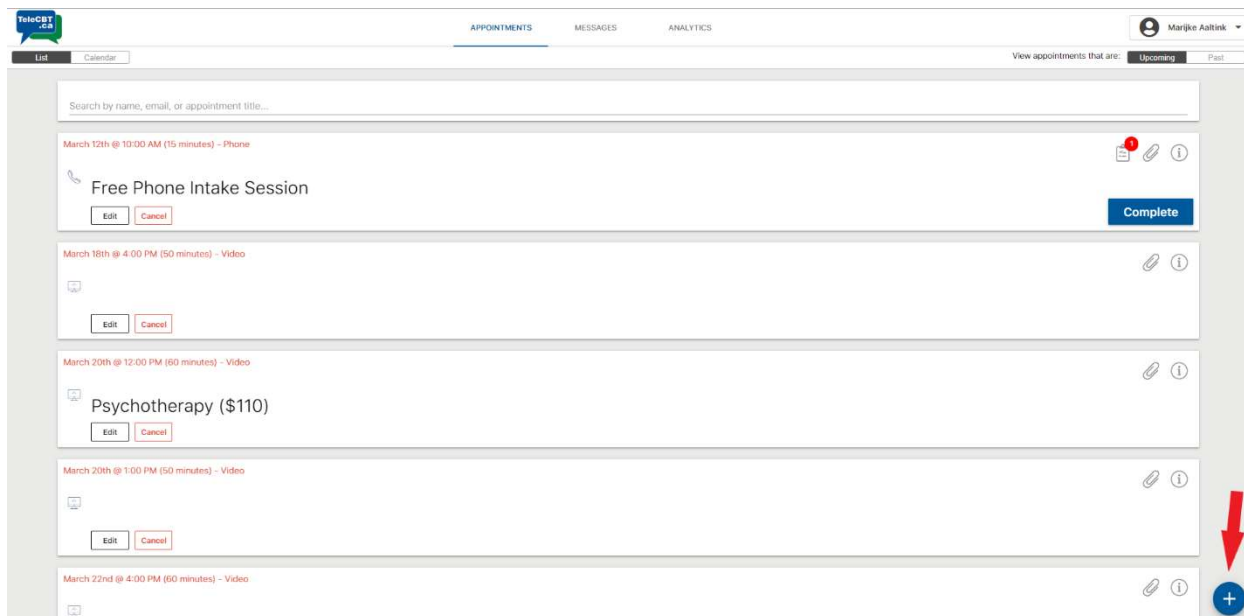 TeleCBT
.ca
APPOINTMENTS MESSAGES ANALYTICS
Marijke Aaltink
List Calendar
View appointments that are: Upcoming Past
Search by name, email, or appointment title...
March 12th @ 10:00 AM (15 minutes) - Phone
1
Free Phone Intake Session
Edit Cancel
Complete
March 18th @ 4:00 PM (50 minutes) - Video
Edit Cancel
March 20th @ 12:00 PM (60 minutes) - Video
Psychotherapy ($110)
Edit Cancel
March 20th @ 1:00 PM (50 minutes) - Video
Edit Cancel
March 22nd @ 4:00 PM (60 minutes) - Video